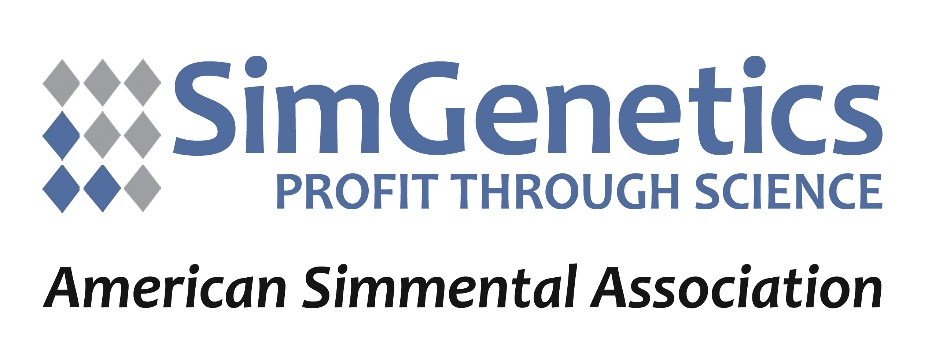 SimGenetics
PROFIT THROUGH SCIENCE
American Simmental Association